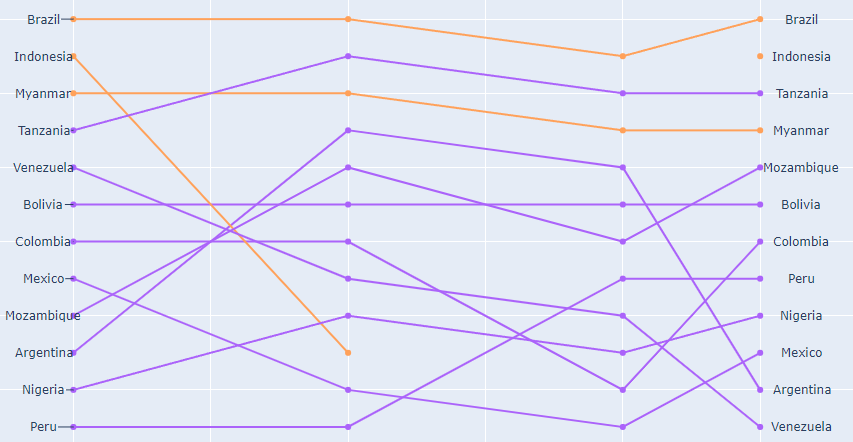 Brazil Brazil
Indonesia Indonesia
Myanmar Tanzania
Tanzania Myanmar
Venezuela Mozambique
Bolivia Bolivia
Colombia Colombia
Mexico Peru
Mozambique Nigeria
Argentina Mexico
Nigeria Argentina
Peru Venezuela